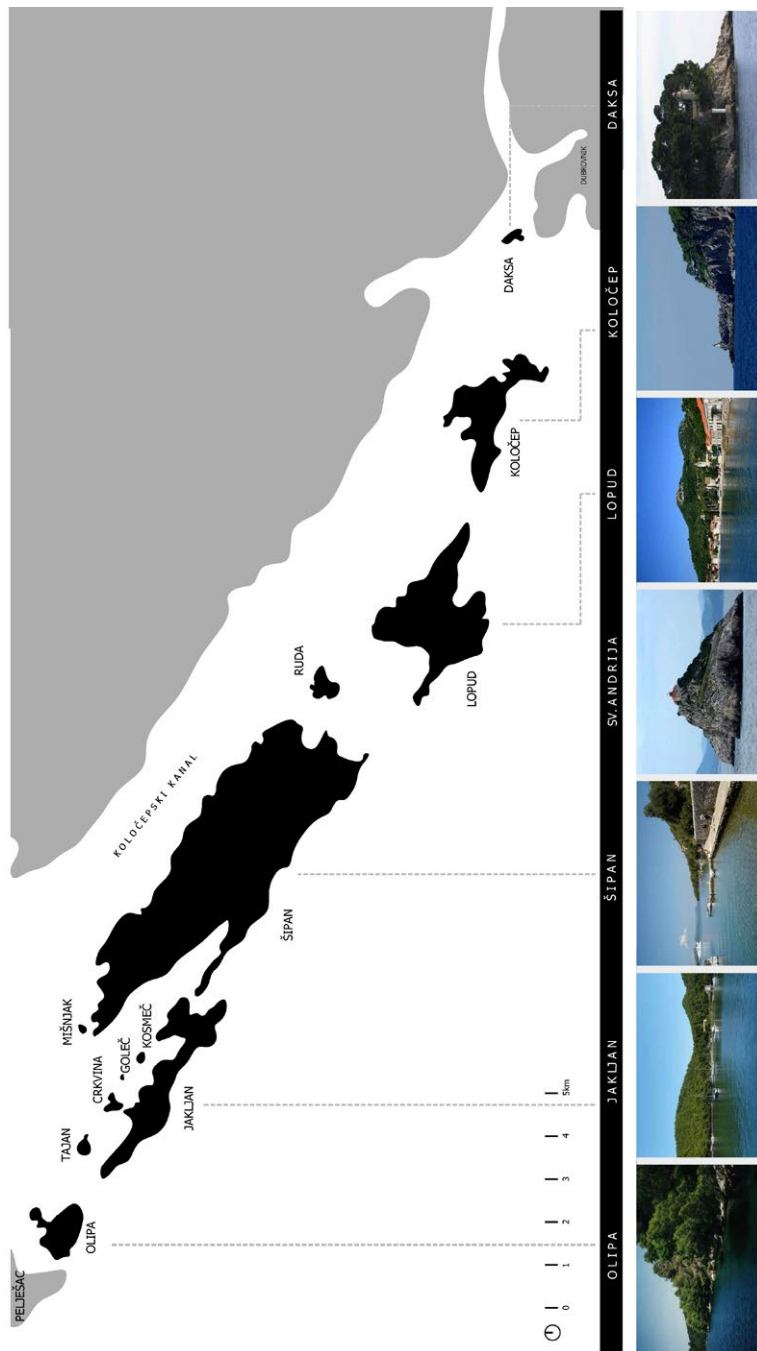 PELJEŠAC
TAJAN
MIŠNJAK
OLIPA
CRKVINA
GOLEČ
KOSMEČ
KOLOČEPSKI KANAL
JAKLJAN
ŠIPAN
RUDA
LOPUD
DAKSA
KOLOČEP
0 1 2 3 4 5km
DUBROVNIK
OLIPA JAKLJAN ŠIPAN SV.ANDRIJA LOPUD KOLOČEP DAKSA